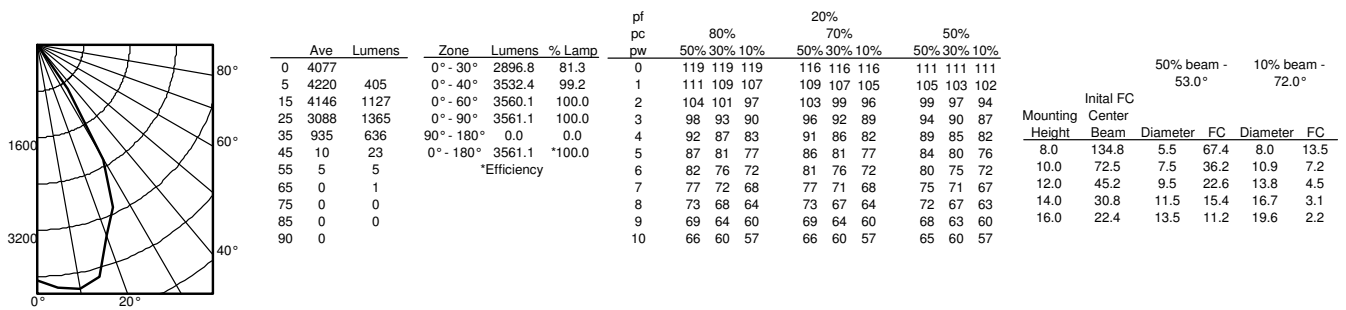 1600
3200
0°
20°
40°
60°
80°
Ave Lumens
0 4077
5 4220 405
15 4146 1127
25 3088 1365
35 935 636
45 10 23
55 5 5
65 0 1
75 0 0
85 0 0
90 0
Zone Lumens % Lamp
0° - 30° 2896.8 81.3
0° - 40° 3532.4 99.2
0° - 60° 3560.1 100.0
0° - 90° 3561.1 100.0
90° - 180° 0.0 0.0
0° - 180° 3561.1 *100.0
*Efficiency
pf 20%
pc 80% 70% 50%
pw 50% 30% 10% 50% 30% 10% 50% 30% 10%
0 119 119 119 116 116 116 111 111 111
1 111 109 107 109 107 105 105 103 102
2 104 101 97 103 99 96 99 97 94
3 98 93 90 96 92 89 94 90 87
4 92 87 83 91 86 82 89 85 82
5 87 81 77 86 81 77 84 80 76
6 82 76 72 81 76 72 80 75 72
7 77 72 68 77 71 68 75 71 67
8 73 68 64 73 67 64 72 67 63
9 69 64 60 69 64 60 68 63 60
10 66 60 57 66 60 57 65 60 57
50% beam - 10% beam -
53.0° 72.0°
Inital FC
Mounting Center
Height Beam Diameter FC Diameter FC
8.0 134.8 5.5 67.4 8.0 13.5
10.0 72.5 7.5 36.2 10.9 7.2
12.0 45.2 9.5 22.6 13.8 4.5
14.0 30.8 11.5 15.4 16.7 3.1
16.0 22.4 13.5 11.2 19.6 2.2